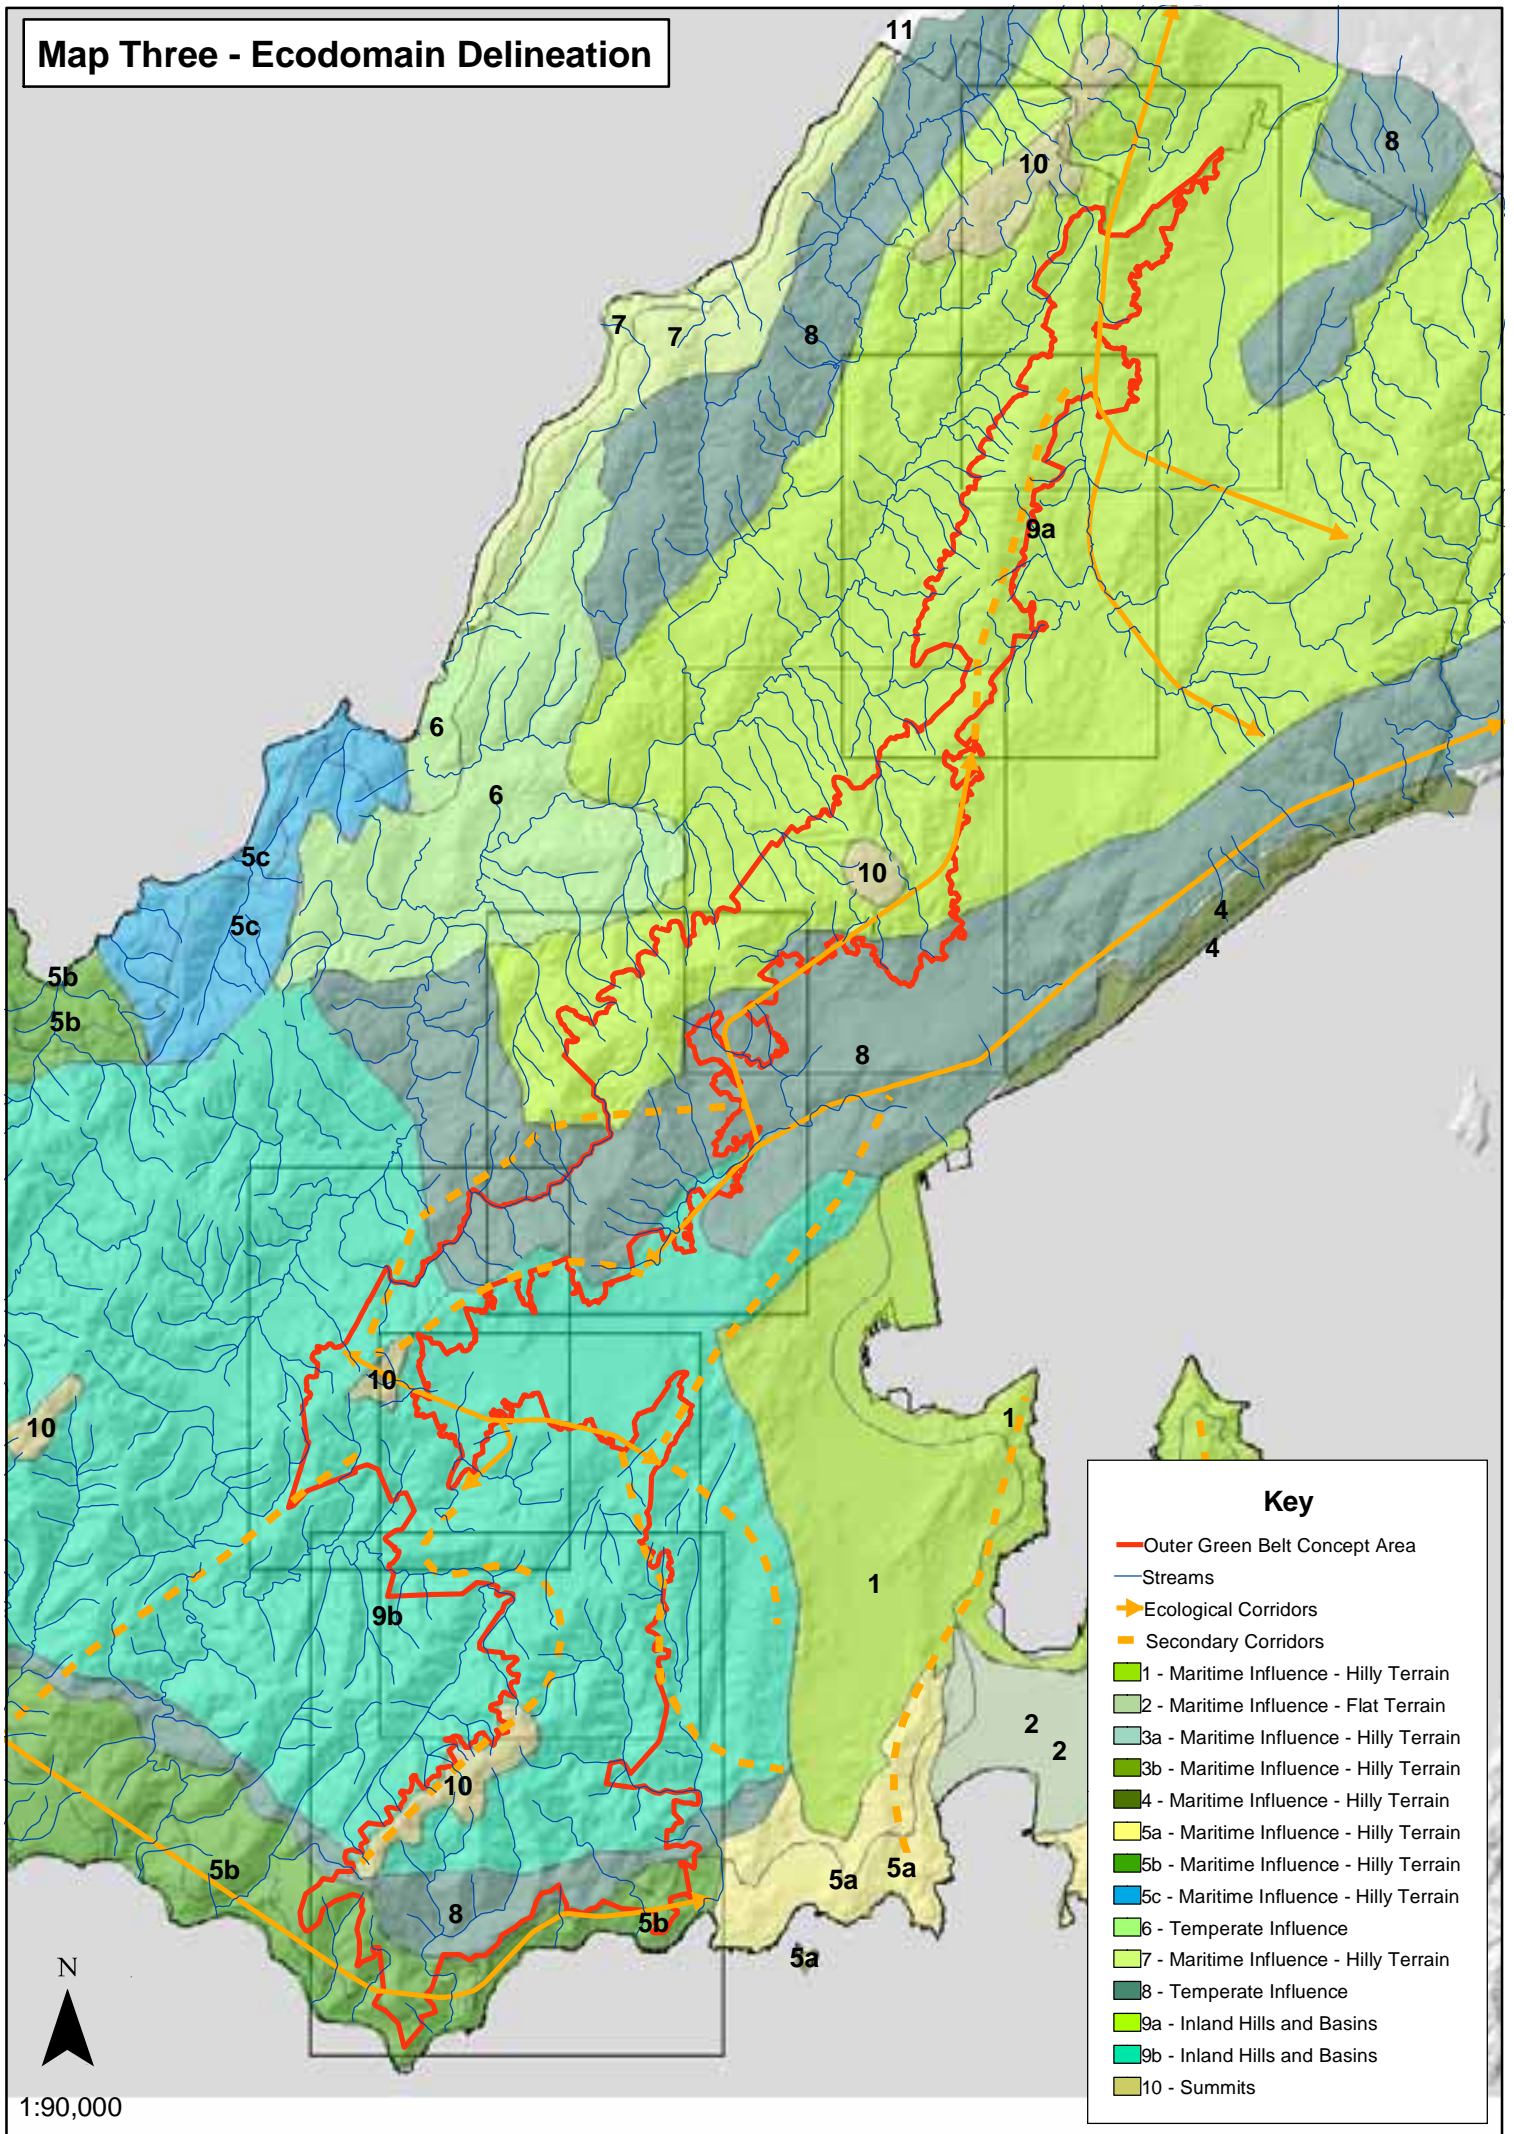 Map Three - Ecodomain Delineation
11
8
10
7
7
8
9a
6
6
10
5c
4
5c
4
5b
5b
8
10
1
10
1
9b
2
2
10
5b
5a
5a
8
5b
5a
N
1:90,000
Key
Outer Green Belt Concept Area
Streams
Ecological Corridors
Secondary Corridors
1 - Maritime Influence - Hilly Terrain
2 - Maritime Influence - Flat Terrain
3a - Maritime Influence - Hilly Terrain
3b - Maritime Influence - Hilly Terrain
4 - Maritime Influence - Hilly Terrain
5a - Maritime Influence - Hilly Terrain
5b - Maritime Influence - Hilly Terrain
5c - Maritime Influence - Hilly Terrain
6 - Temperate Influence
7 - Maritime Influence - Hilly Terrain
8 - Temperate Influence
9a - Inland Hills and Basins
9b - Inland Hills and Basins
10 - Summits